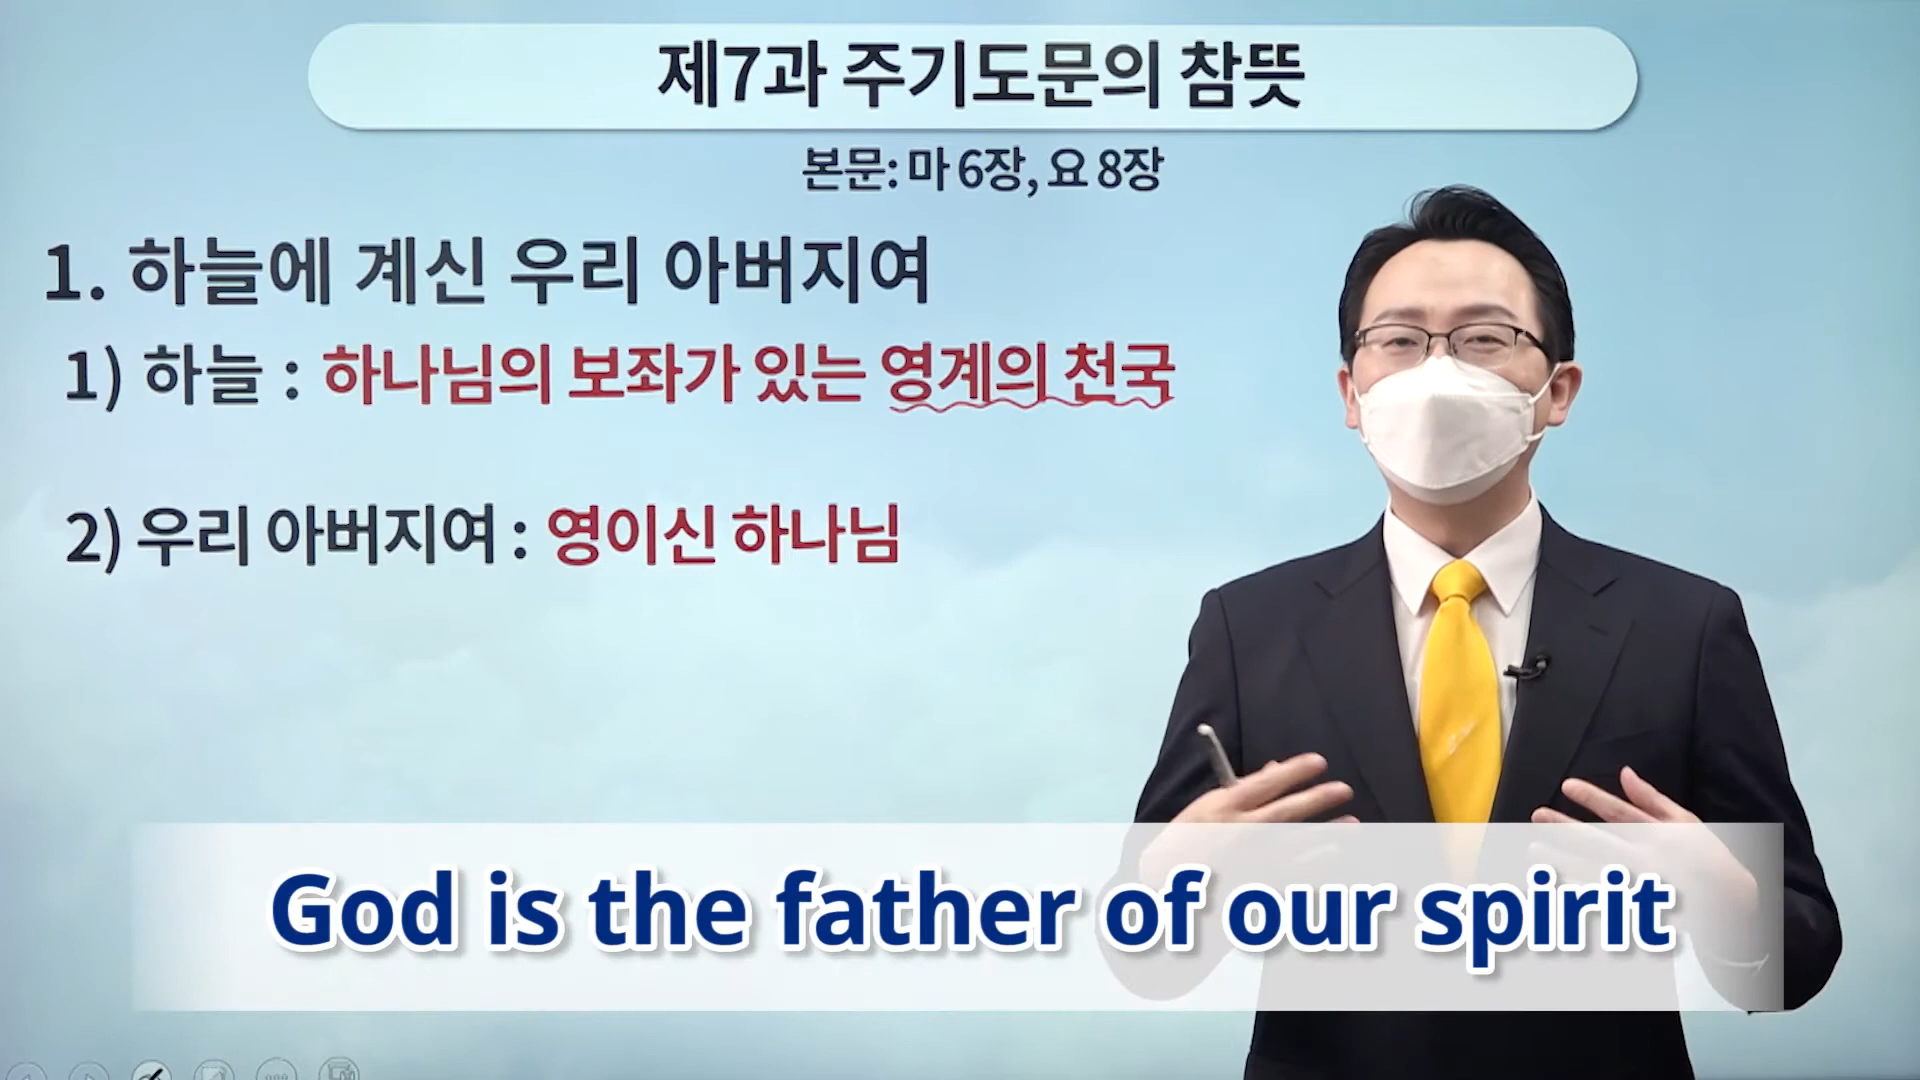 제7과 주기도문의 참뜻
본문: 마 6장, 요 8장
1. 하늘에 계신 우리 아버지여
1) 하늘 : 하나님의 보좌가 있는 영계의 천국
2) 우리 아버지여 : 영이신 하나님
God is the father of our spirit